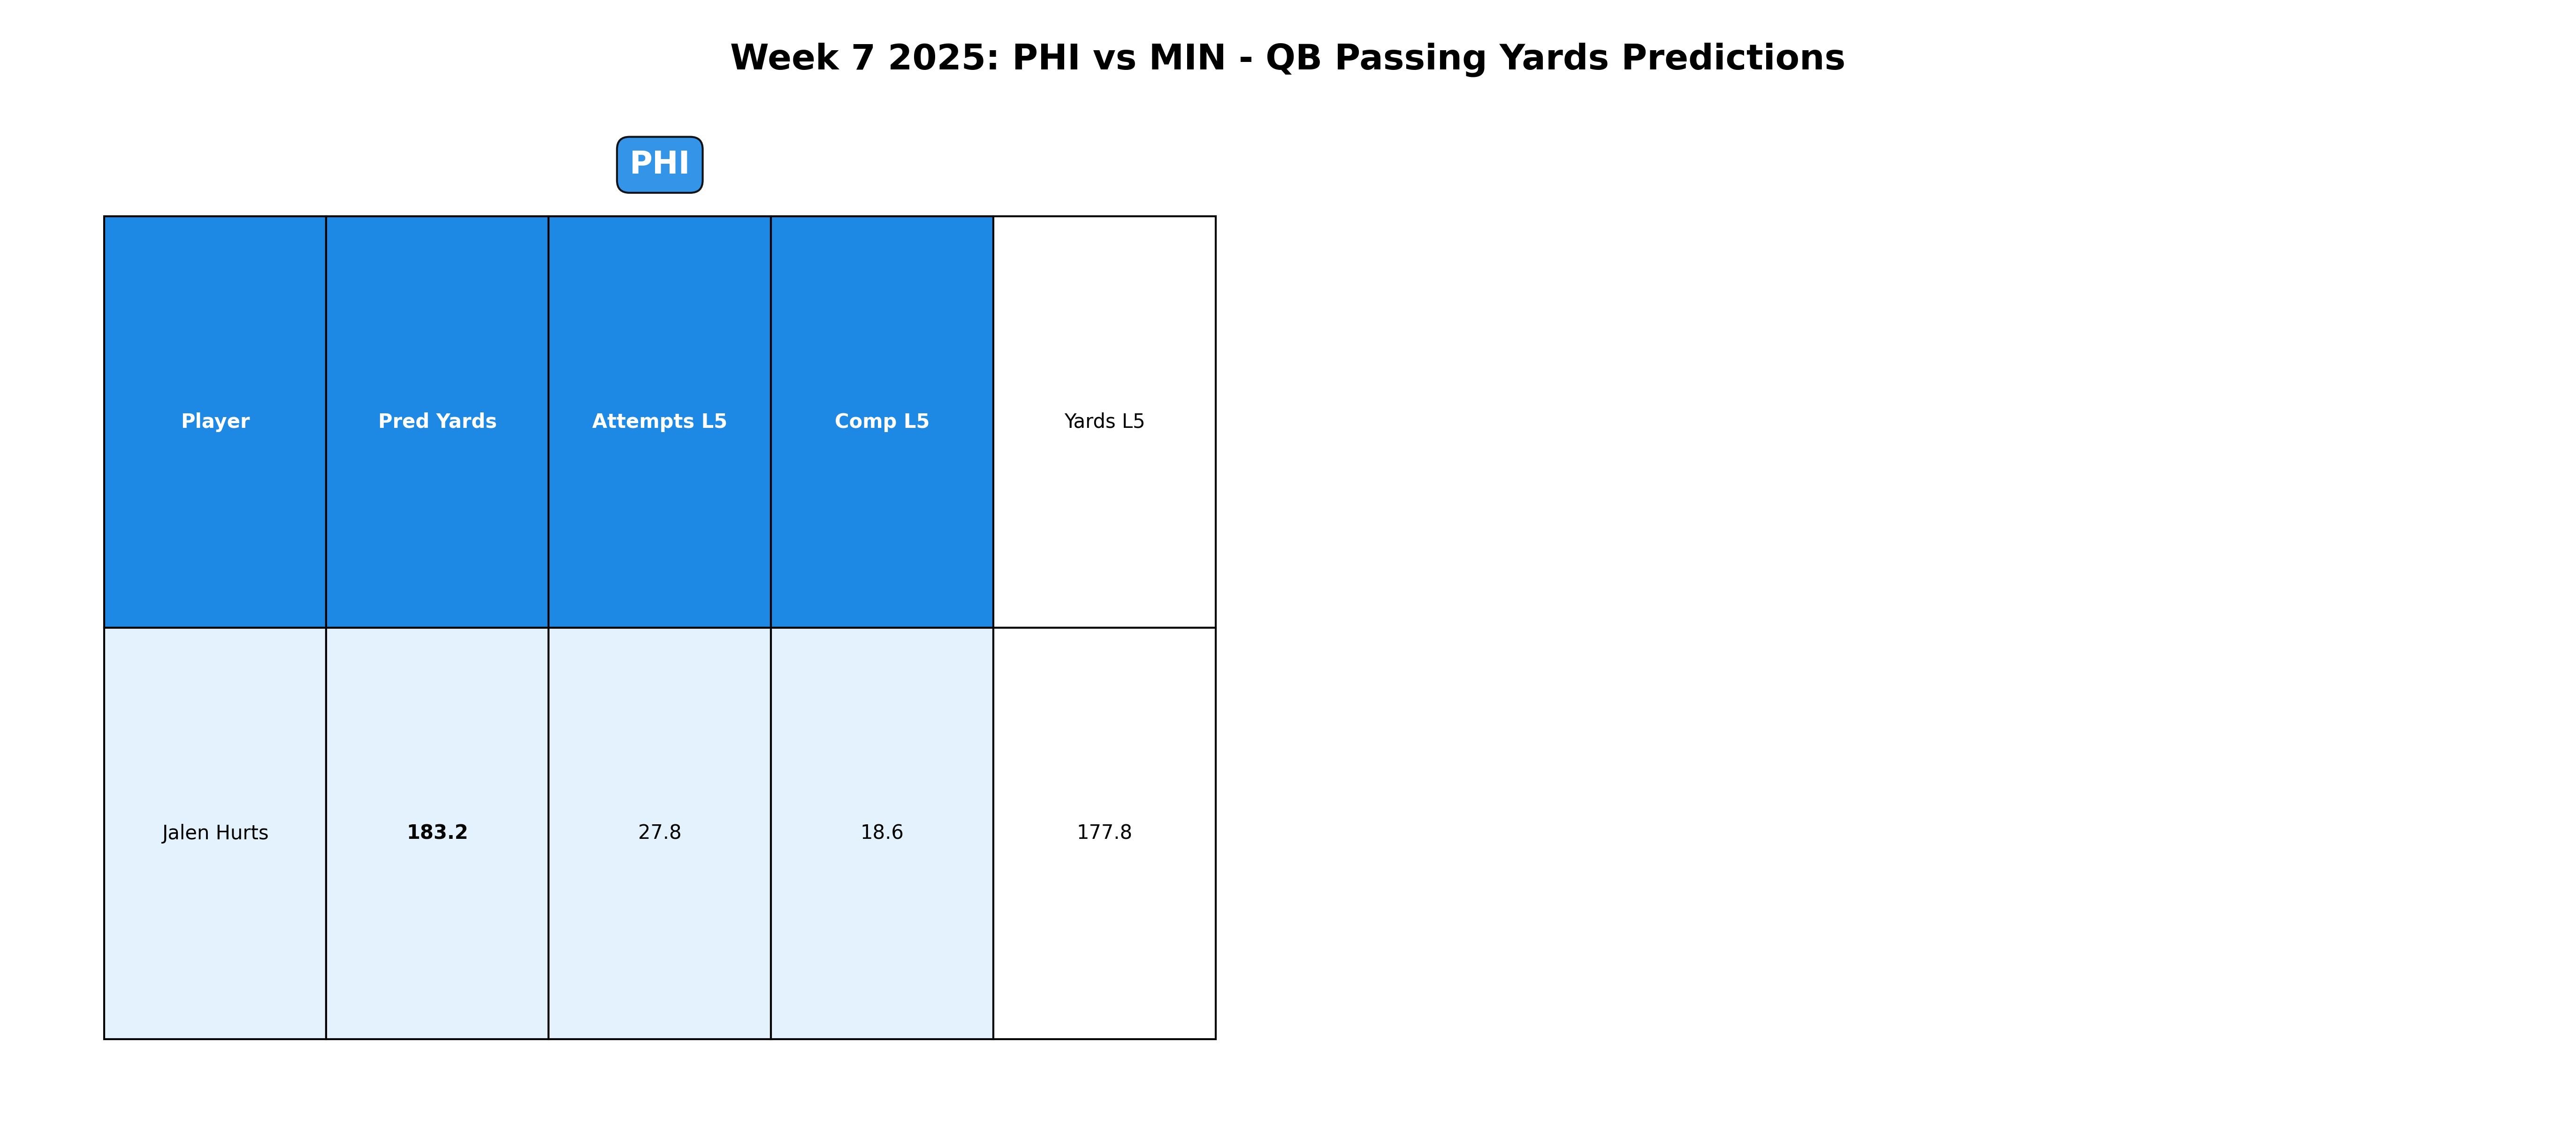 Week 7 2025: PHI vs MIN - QB Passing Yards Predictions
PHI
Player Pred Yards Attempts L5 Comp L5 Yards L5
Jalen Hurts 183.2 27.8 18.6 177.8